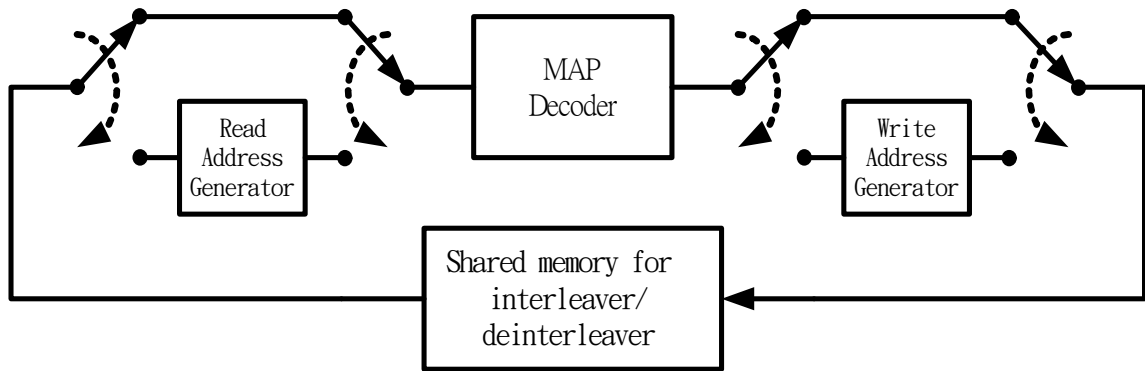 MAP
Decoder
Read
Address
Generator
Write
Address
Generator
Shared memory for
interleaver/
deinterleaver